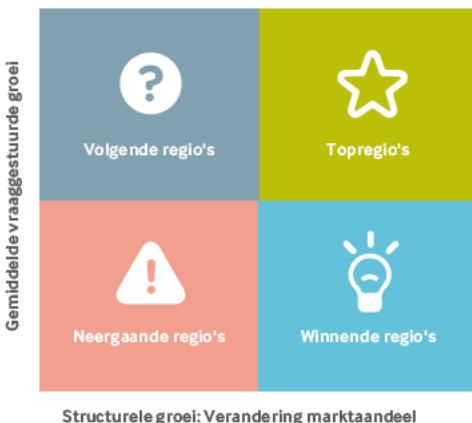 Gemiddelde vraaggestuurde groei
?
Volgende regio's
Topregio's
!
Neergaande regio's
Winnende regio's
Structurele groei: Verandering marktaandeel